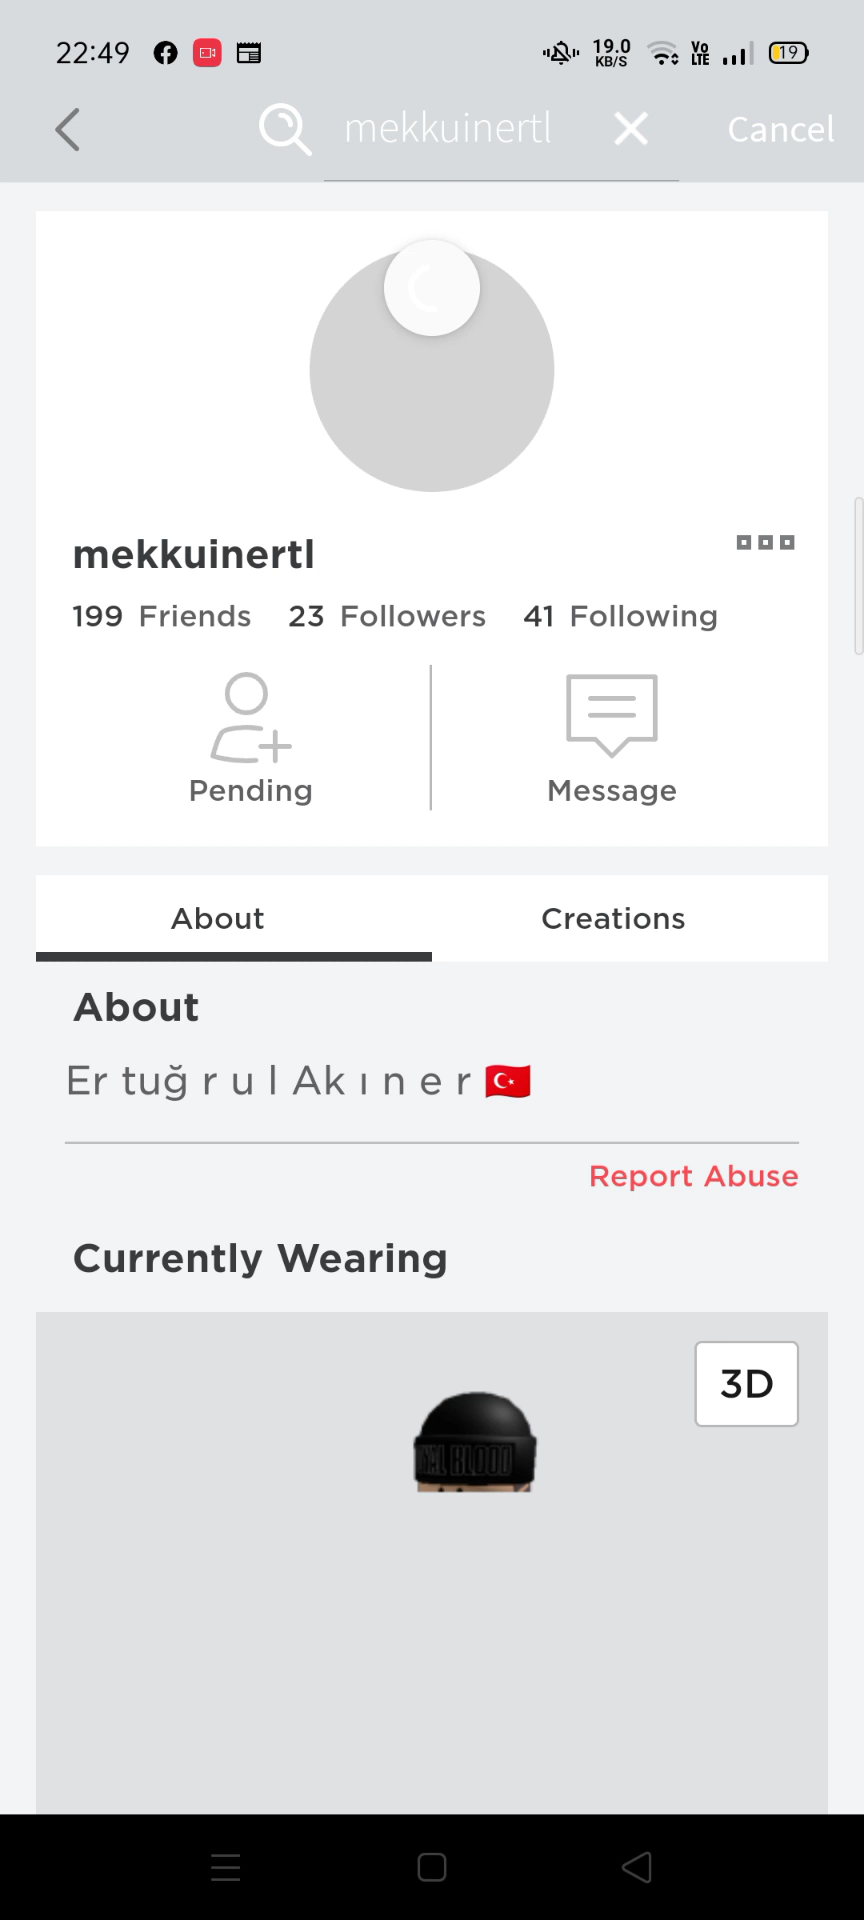 22:49 19.0 KB/S Vo LTE 19
mekkuinertl Cancel
mekkuinertl
199 Friends 23 Followers 41 Following
Pending Message
About Creations
About
Er tuğ r u l Ak ı n e r 🇹🇷
Report Abuse
Currently Wearing
3D
BLOOD